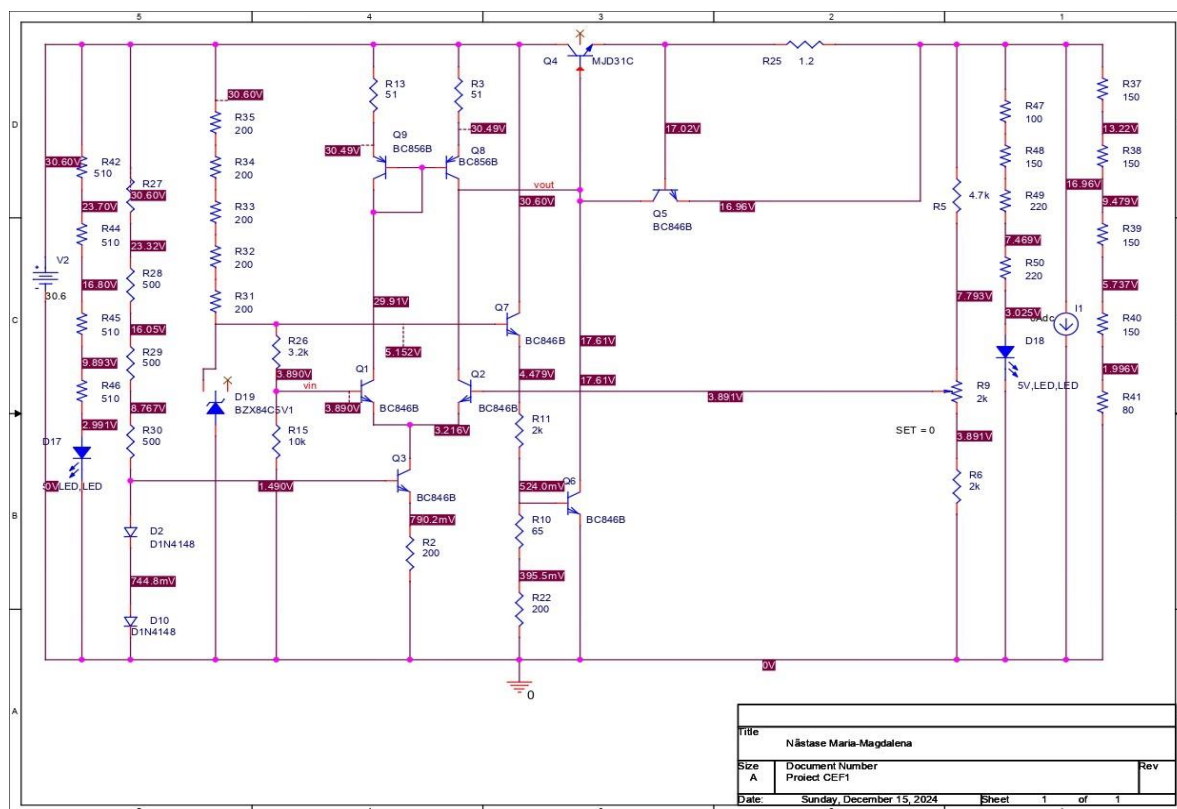 5
4
3
2
1
D
C
B
A
Q4
MJD31C
R25
1.2
R13
51
R3
51
R37
150
30.60V
R35
200
R47
100
17.02V
13.22V
30.49V
Q9
BC856B
30.49V
Q8
BC856B
30.60V
R42
510
R34
200
R48
150
R38
150
R27
30.60V
vout
16.96V
23.70V
30.60V
R33
200
Q5
BC846B
16.96V
R5
4.7k
R49
220
9.479V
R44
510
23.32V
7.469V
R39
150
V2
30.6
R32
200
R50
220
16.80V
R28
500
5.737V
R31
200
29.91V
Q7
BC846B
7.793V
3.025V
I1
0Adc
R45
510
16.05V
R40
150
R26
3.2k
5.152V
17.61V
D18
5V,LED,LED
R29
500
9.893V
3.890V
4.479V
1.996V
vin
Q1
BC846B
Q2
BC846B
17.61V
R46
510
D19
BZX84C5V1
3.890V
3.891V
R9
2k
SET = 0
R41
80
8.767V
2.991V
R11
2k
3.216V
3.891V
D17
R30
500
R15
10k
Q3
BC846B
R6
2k
0V
LED,LED
1.490V
524.0mV
Q6
BC846B
790.2mV
D2
D1N4148
R2
200
R10
65
744.8mV
395.5mV
R22
200
D10
D1N4148
0V
0
Title
Năstase Maria-Magdalena
Size
A
Document Number
Proiect CEF1
Rev
Date:
Sunday, December 15, 2024
Sheet
1
of
1